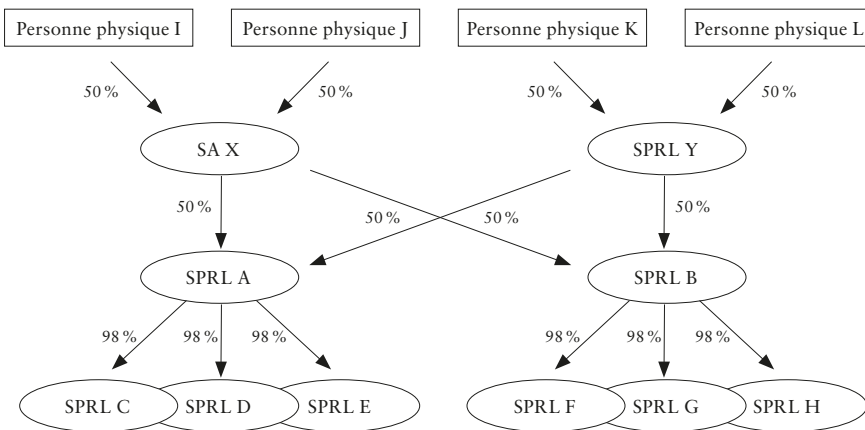 Personne physique I Personne physique J Personne physique K Personne physique L
50 % 50 % 50 % 50 %
SA X SPRL Y
50 % 50 % 50 % 50 %
SPRL A SPRL B
98 % 98 % 98 % 98 % 98 % 98 %
SPRL C SPRL D SPRL E SPRL F SPRL G SPRL H